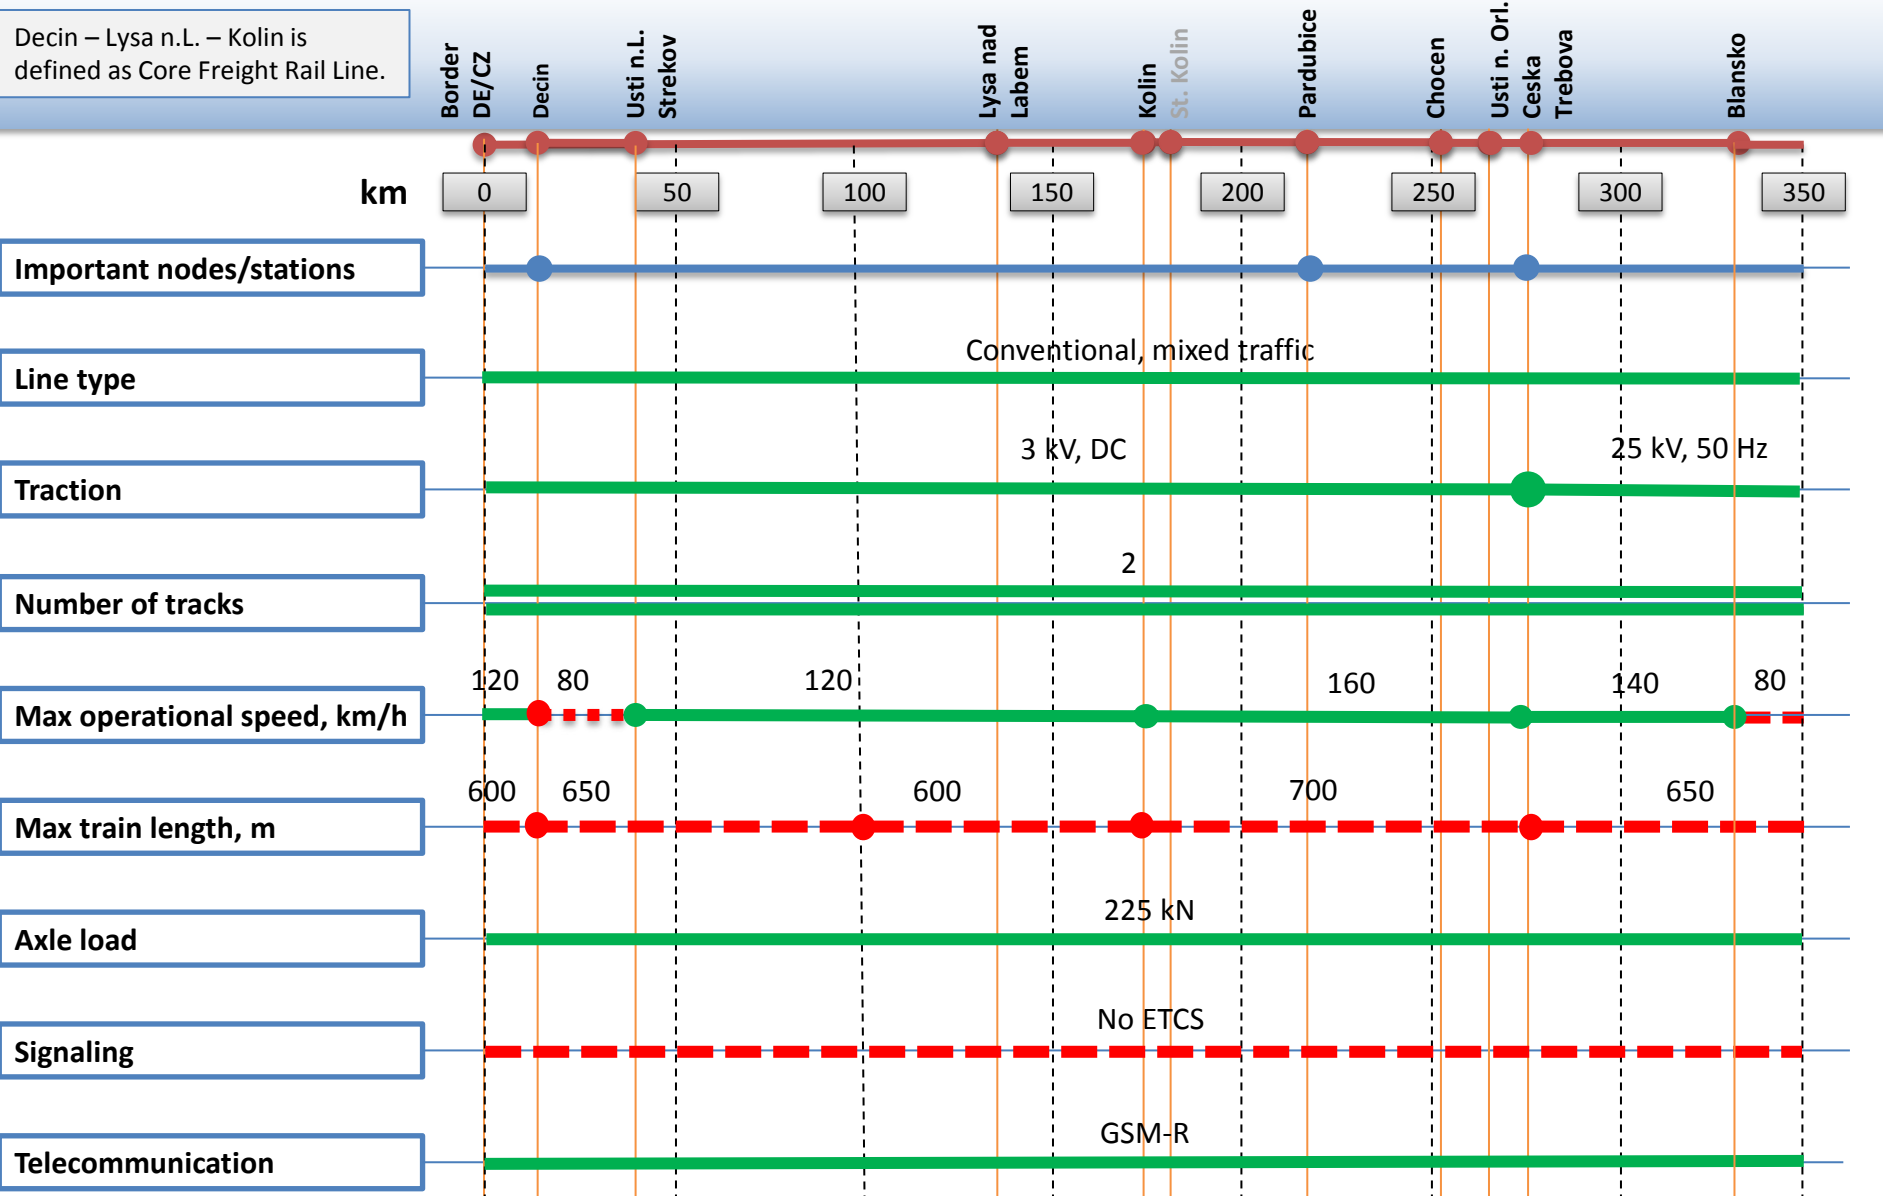 Decin – Lysa n.L. – Kolin is
defined as Core Freight Rail Line.
Border
DE/CZ
Decin
Usti n.L.
Strekov
Lysa nad
Labem
Kolin
St. Kolin
Pardubice
Chocen
Usti n. Orl.
Ceska
Trebova
Blansko
km
0
50
100
150
200
250
300
350
Important nodes/stations
Line type
Conventional, mixed traffic
Traction
3 kV, DC
25 kV, 50 Hz
Number of tracks
2
Max operational speed, km/h
120
80
120
160
140
80
Max train length, m
600
650
600
700
650
Axle load
225 kN
Signaling
No ETCS
Telecommunication
GSM-R